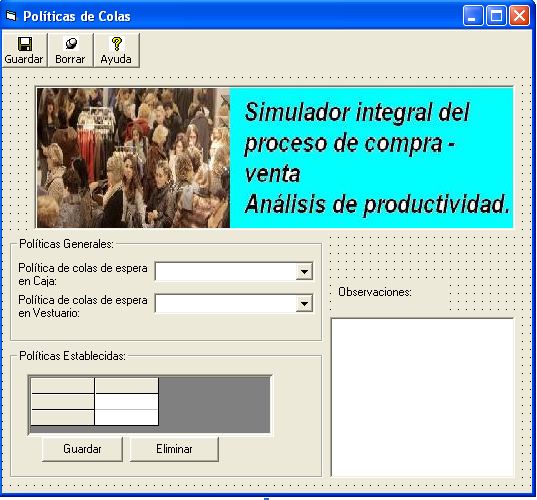 Políticas de Colas
Guardar Borrar Ayuda
Simulador integral del
proceso de compra -
venta
Análisis de productividad.
Políticas Generales:
Política de colas de espera
en Caja:
Política de colas de espera
en Vestuario:
Observaciones:
Políticas Establecidas:
Guardar Eliminar